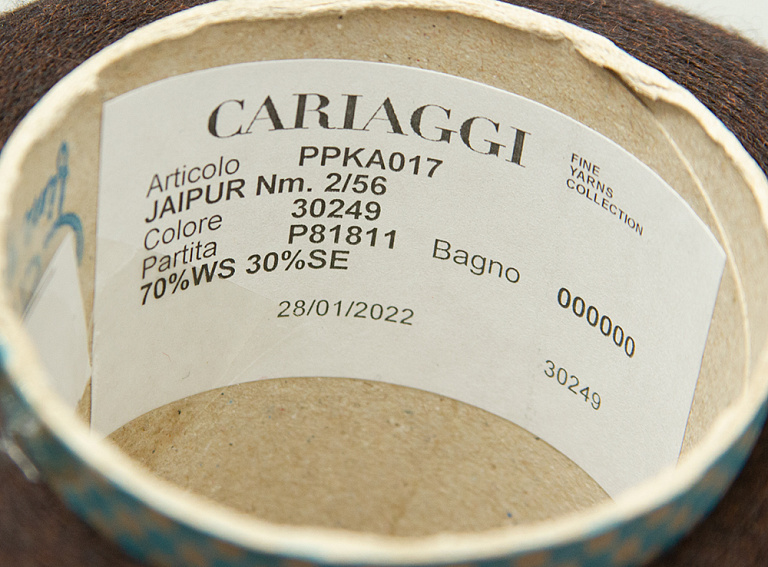 CARIAGGI
FINE
YARNS
COLLECTION
Articolo PPKA017
JAIPUR Nm. 2/56
Colore 30249
Partita P81811 Bagno 000000
70%WS 30%SE
28/01/2022
30249